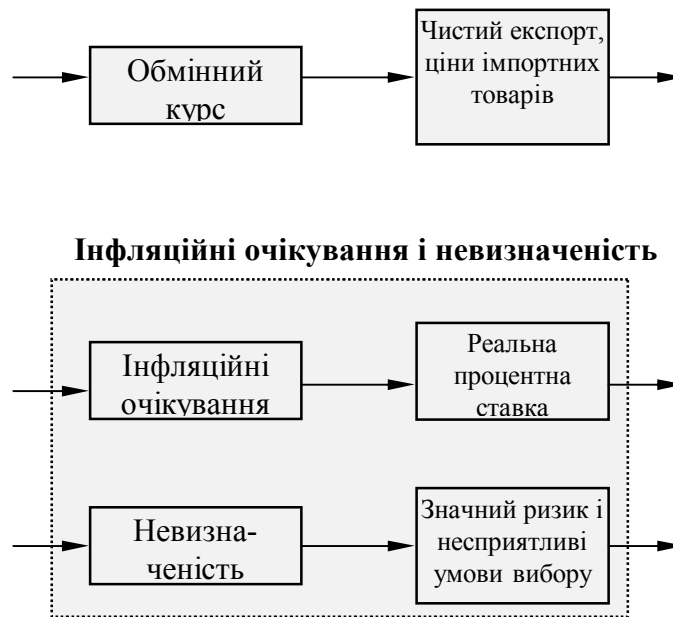 Обмінний
курс
Чистий експорт,
ціни імпортних
товарів
Інфляційні очікування і невизначеність
Інфляційні
очікування
Реальна
процентна
ставка
Невизна-
ченість
Значний ризик і
несприятливі
умови вибору